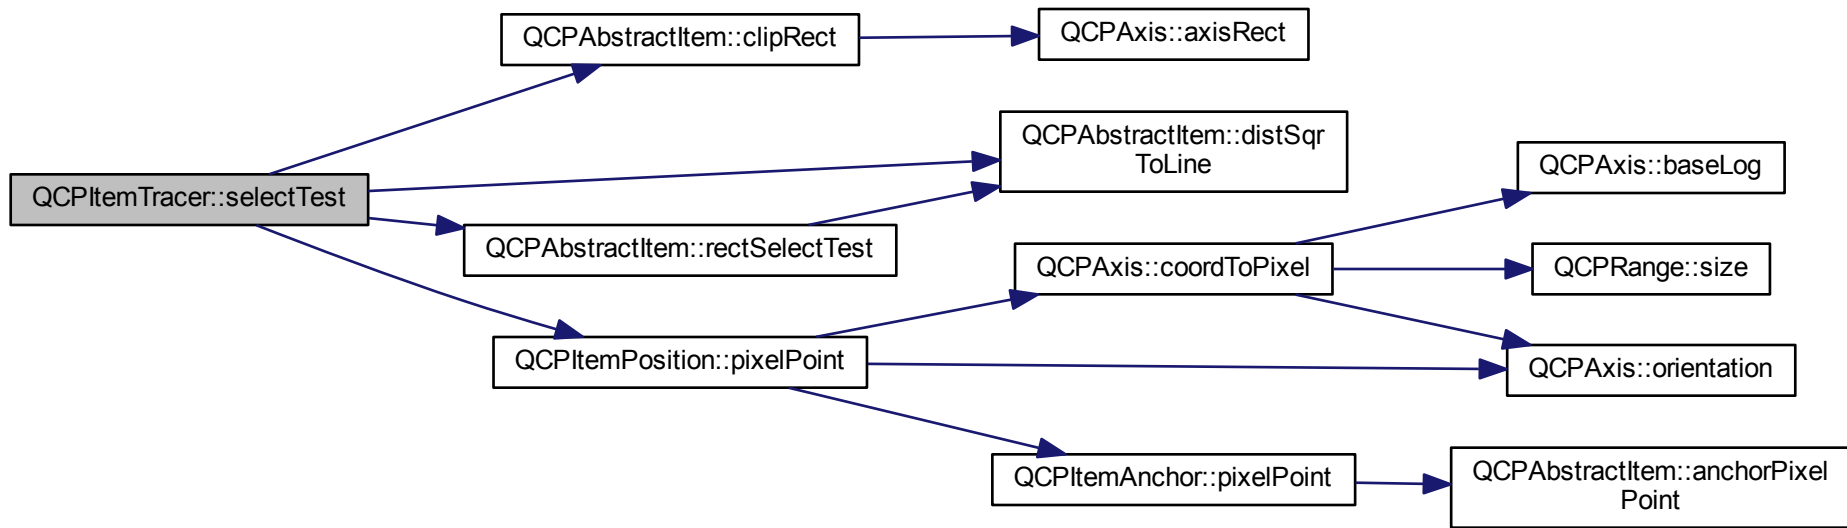 QCPAbstractItem::clipRect
QCPAxis::axisRect
QCPAbstractItem::distSqr
ToLine
QCPAxis::baseLog
QCPItemTracer::selectTest
QCPAbstractItem::rectSelectTest
QCPAxis::coordToPixel
QCPRange::size
QCPItemPosition::pixelPoint
QCPAxis::orientation
QCPItemAnchor::pixelPoint
QCPAbstractItem::anchorPixel
Point